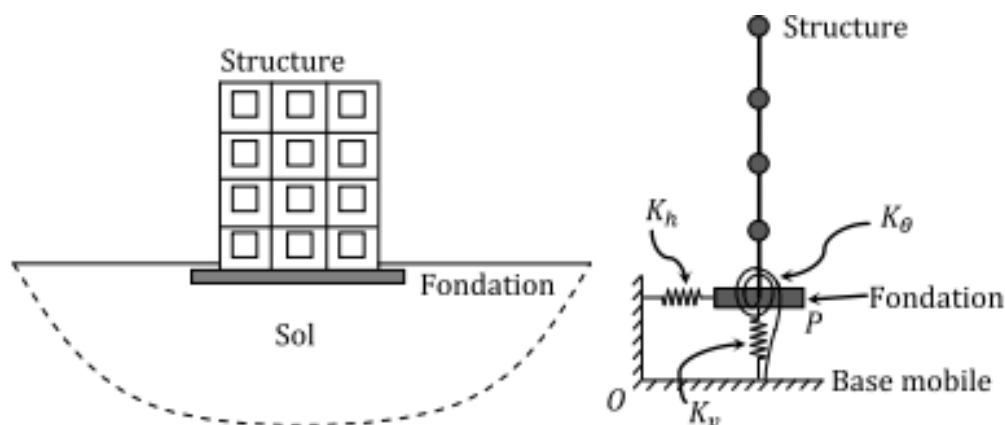 Structure
Fondation
Sol
Structure
K_h
K_θ
Fondation
P
O
Base mobile
K_v